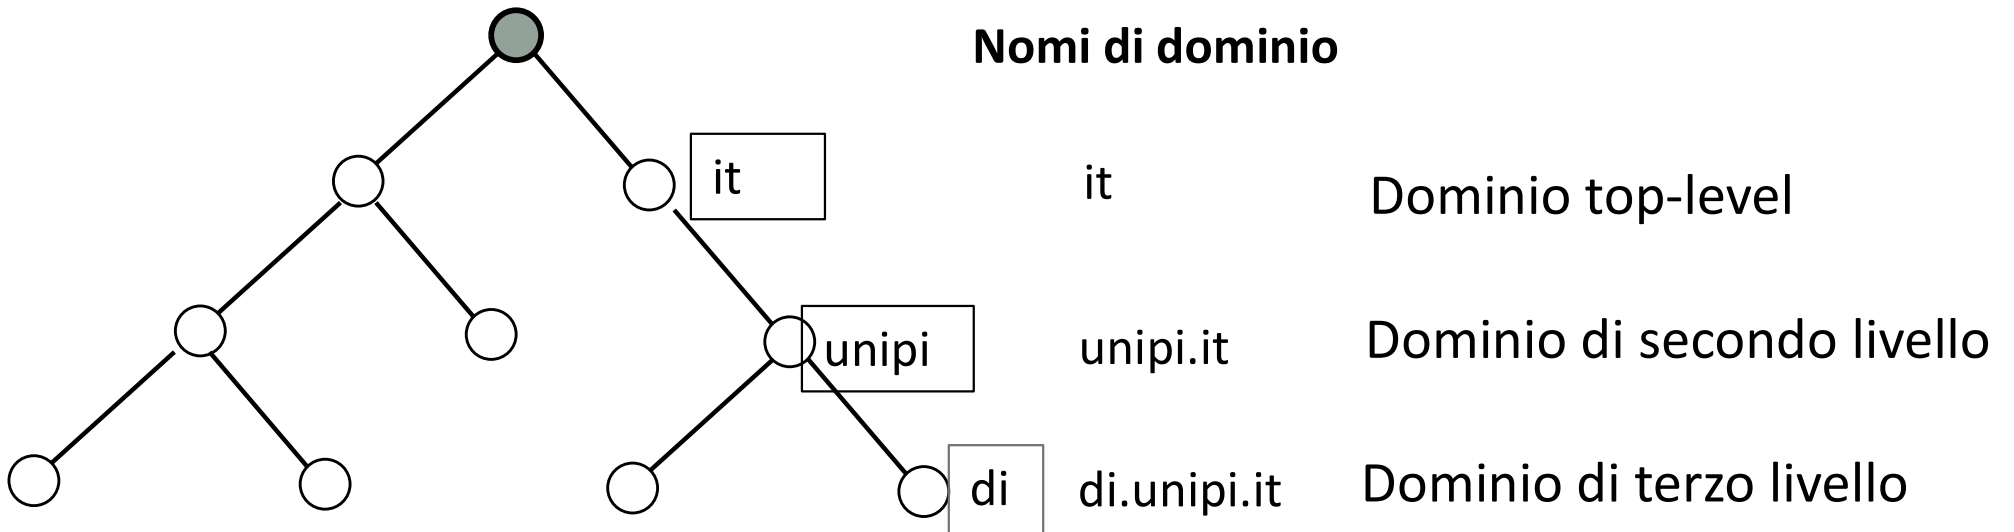 Nomi di dominio
it
it
Dominio top-level
unipi
unipi.it
Dominio di secondo livello
di
di.unipi.it
Dominio di terzo livello